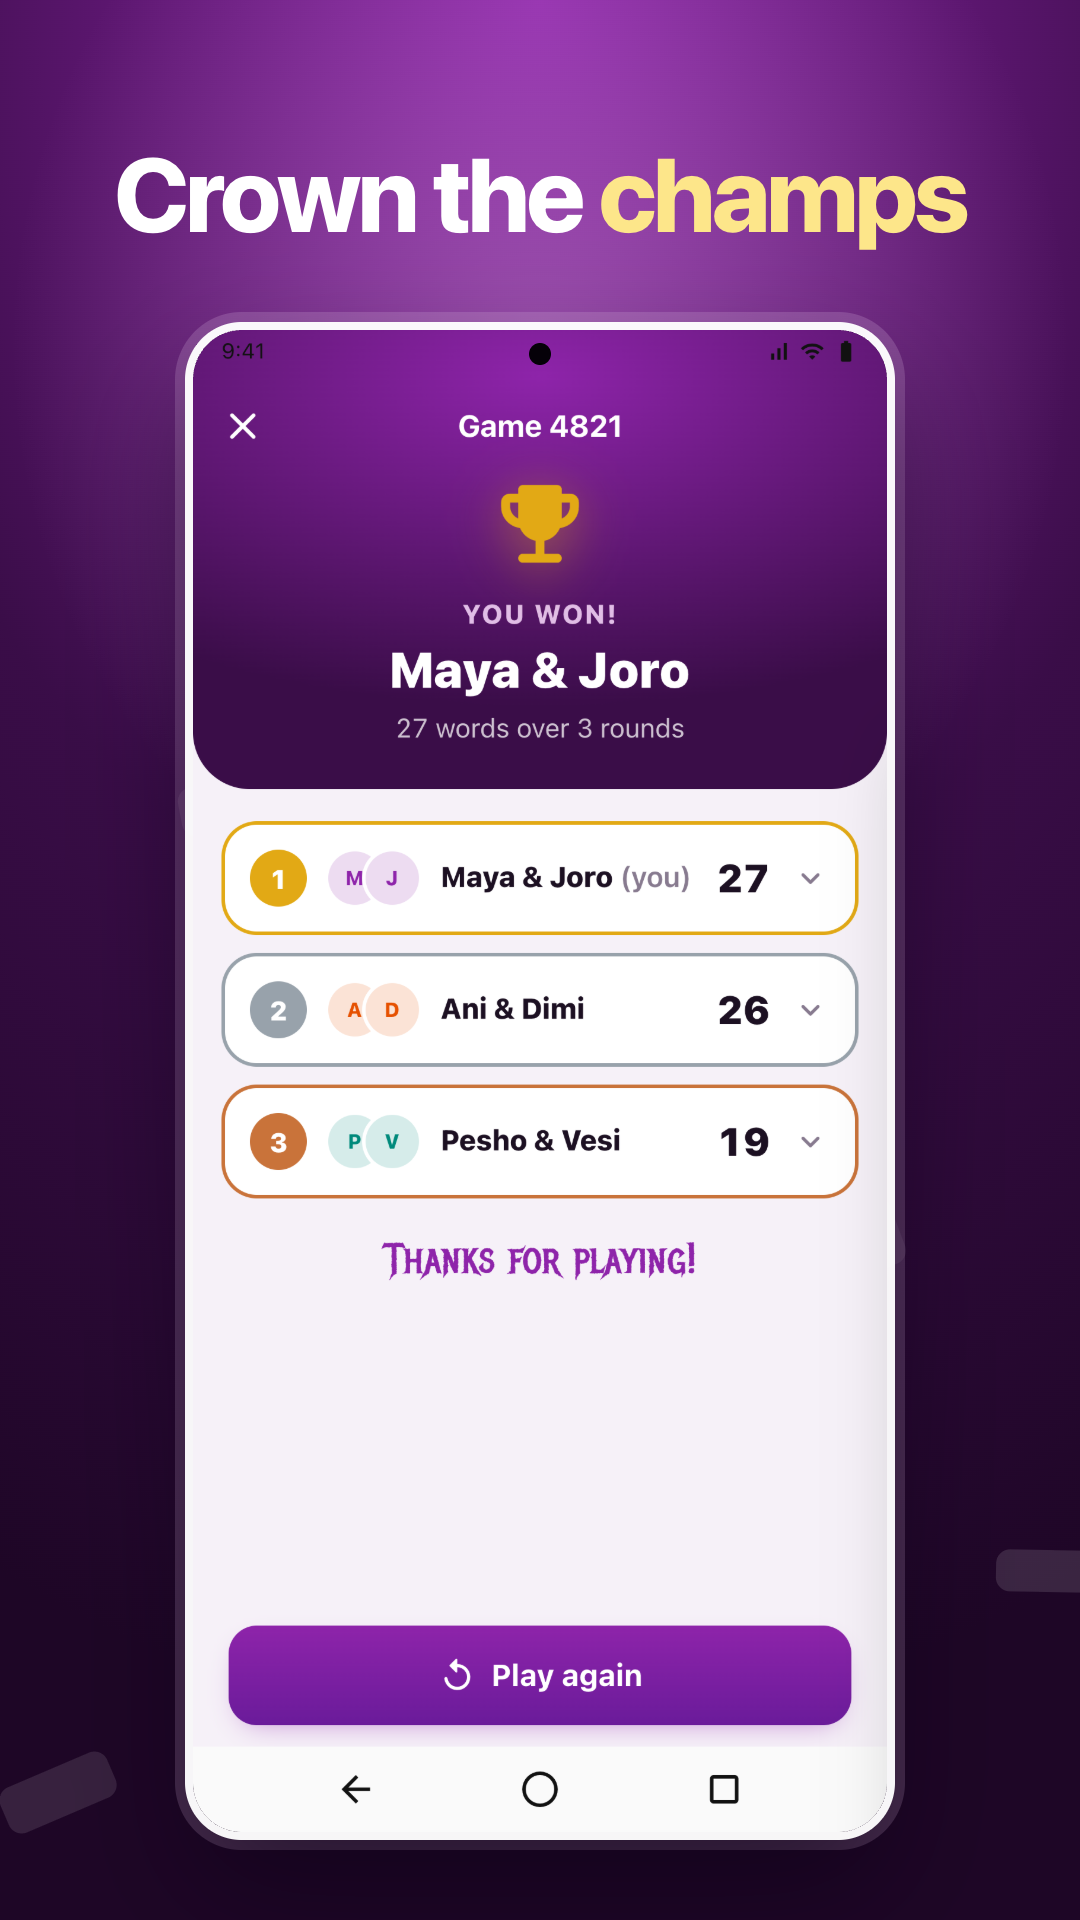 Crown the champs
9:41
Game 4821
YOU WON!
Maya & Joro
27 words over 3 rounds
1 M J Maya & Joro (you) 27
2 A D Ani & Dimi 26
3 P V Pesho & Vesi 19
Thanks for playing!
Play again